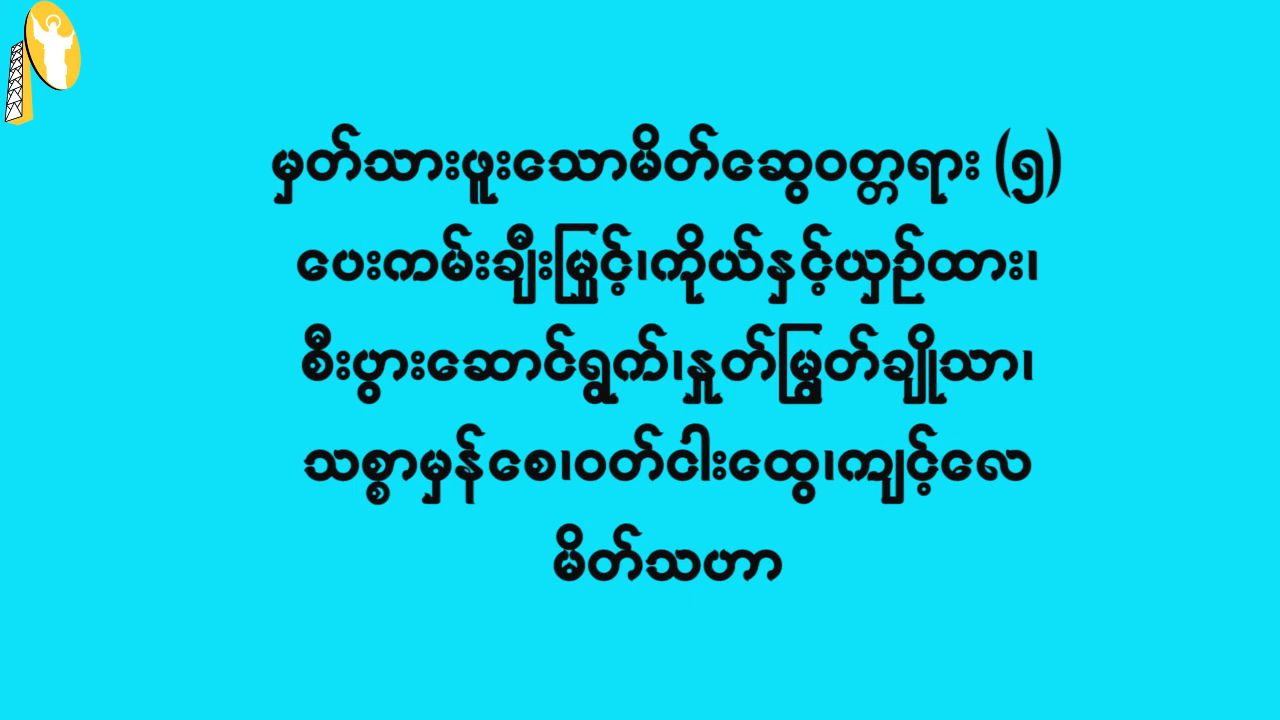 မှတ်သားဖူးသောမိတ်ဆွေဝတ္တရား (၅)
ပေးကမ်းချီးမြှင့်၊ကိုယ်နှင့်ယှဉ်ထား၊
စီးပွားဆောင်ရွက်၊နှုတ်မြွတ်ချိုသာ၊
သစ္စာမှန်စေ၊ဝတ်ငါးထွေ၊ကျင့်လေ
မိတ်သဟာ